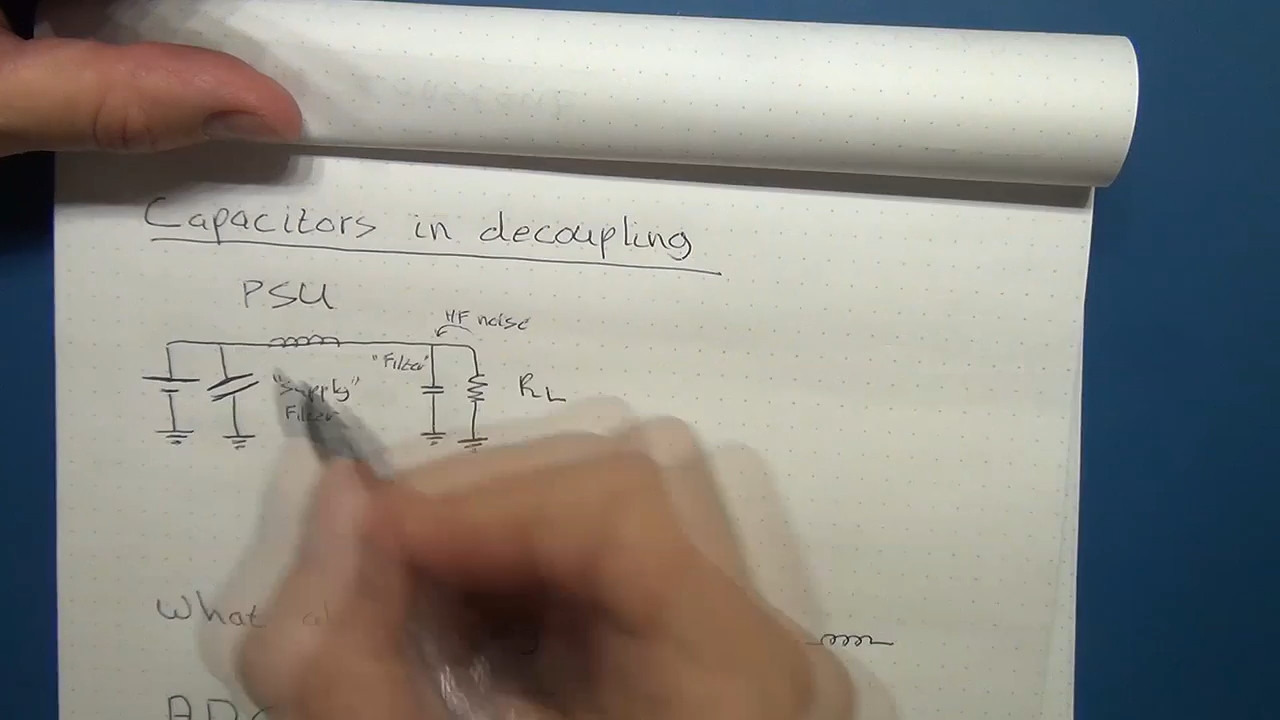 Capacitors in decoupling
PSU
HF noise
"Filter"
"Supply"
Filter
RL
What